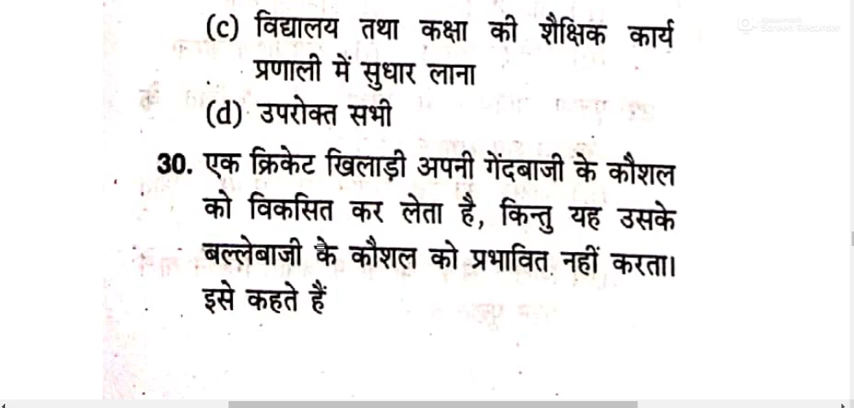 (c) विद्यालय तथा कक्षा की शैक्षिक कार्य
प्रणाली में सुधार लाना
(d) उपरोक्त सभी
30. एक क्रिकेट खिलाड़ी अपनी गेंदबाजी के कौशल
को विकसित कर लेता है, किन्तु यह उसके
बल्लेबाजी के कौशल को प्रभावित नहीं करता।
इसे कहते हैं